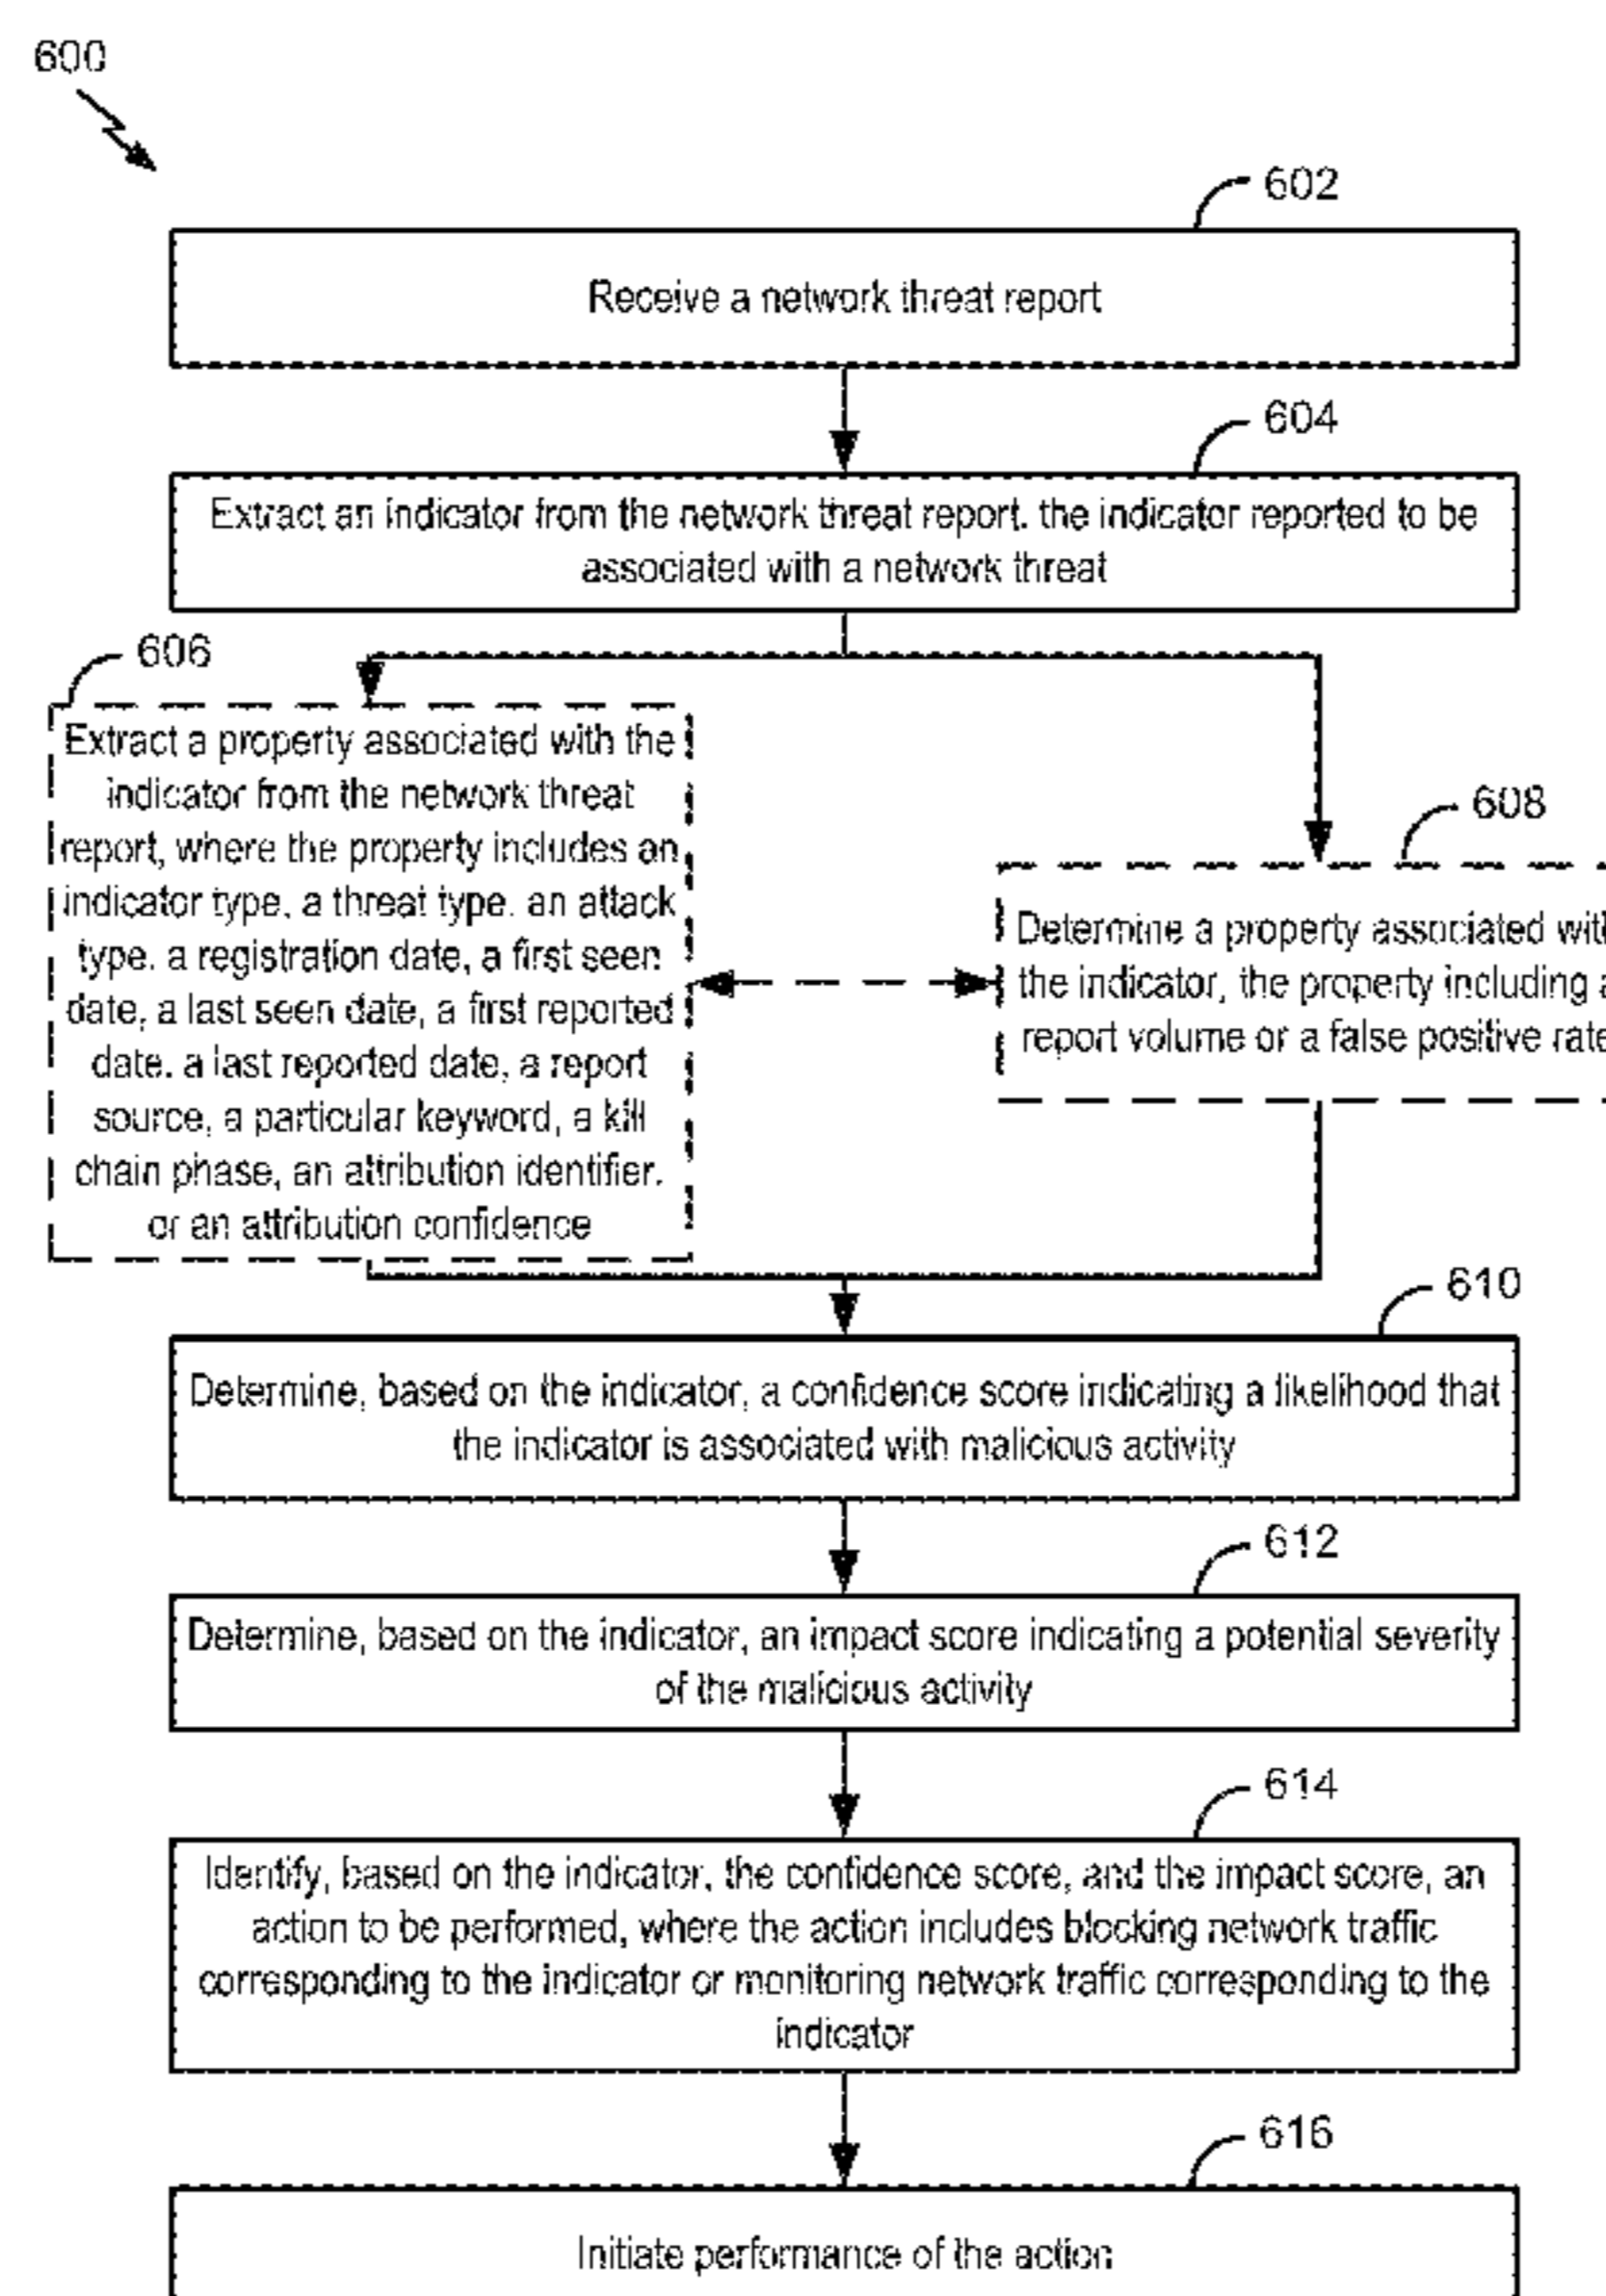 600
602
Receive a network threat report
604
Extract an indicator from the network threat report, the indicator reported to be
associated with a network threat
606
Extract a property associated with the
indicator from the network threat
report, where the property includes an
indicator type, a threat type, an attack
type, a registration date, a first seen
date, a last seen date, a first reported
date, a last reported date, a report
source, a particular keyword, a kill
chain phase, an attribution identifier,
or an attribution confidence
608
Determine a property associated with
the indicator, the property including a
report volume or a false positive rate
610
Determine, based on the indicator, a confidence score indicating a likelihood that
the indicator is associated with malicious activity
612
Determine, based on the indicator, an impact score indicating a potential severity
of the malicious activity
614
Identify, based on the indicator, the confidence score, and the impact score, an
action to be performed, where the action includes blocking network traffic
corresponding to the indicator or monitoring network traffic corresponding to the
indicator
616
Initiate performance of the action